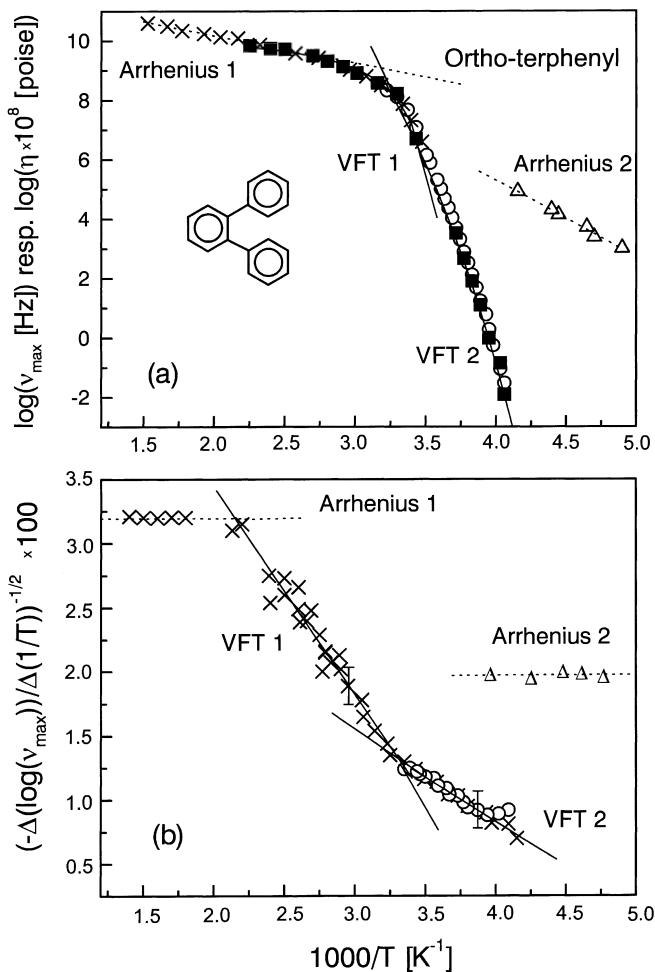 (a)
Ortho-terphenyl
Arrhenius 1
VFT 1
Arrhenius 2
VFT 2
log(ν_max [Hz]) resp. log(η×10^8 [poise])
10
8
6
4
2
0
-2
1.5 2.0 2.5 3.0 3.5 4.0 4.5 5.0
(b)
Arrhenius 1
VFT 1
Arrhenius 2
VFT 2
(-Δ(log(ν_max))/Δ(1/T))^-1/2 ×100
3.5
3.0
2.5
2.0
1.5
1.0
0.5
1.5 2.0 2.5 3.0 3.5 4.0 4.5 5.0
1000/T [K^-1]